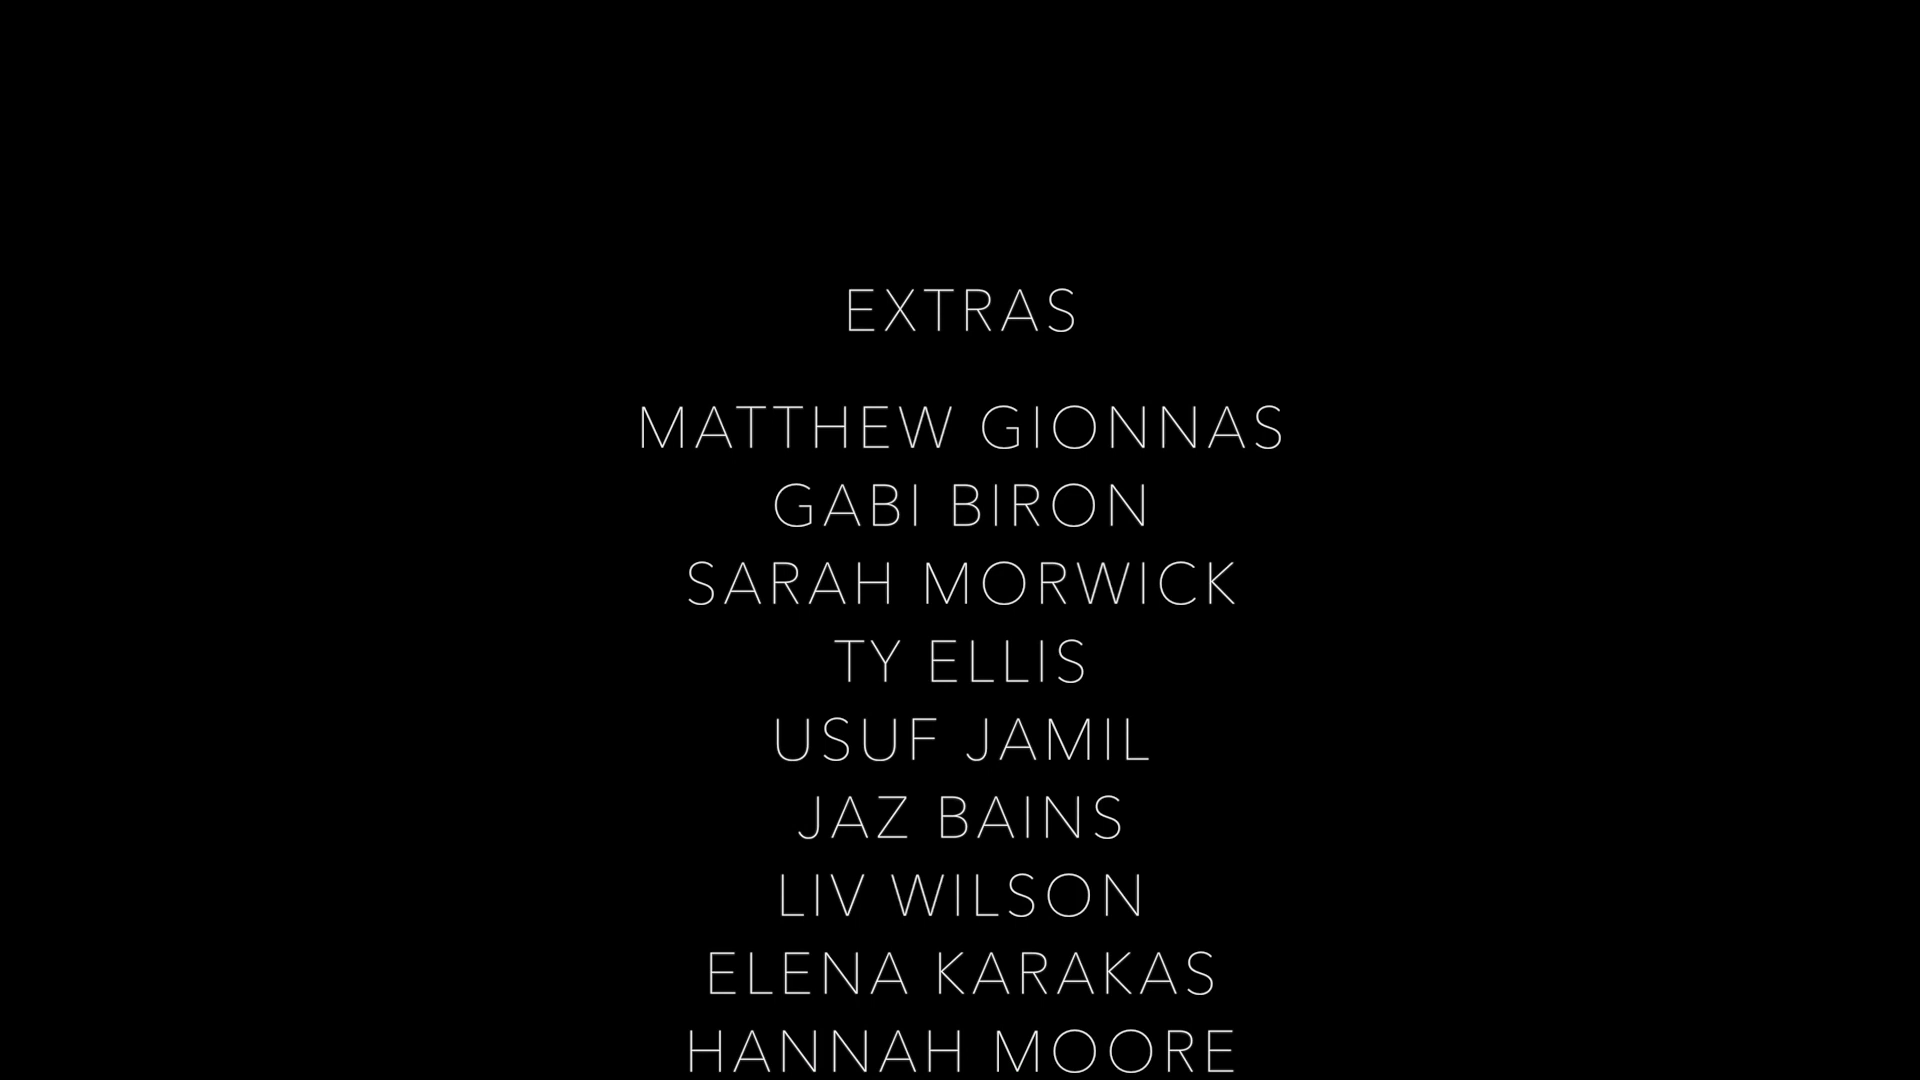 EXTRAS
MATTHEW GIONNAS
GABI BIRON
SARAH MORWICK
TY ELLIS
USUF JAMIL
JAZ BAINS
LIV WILSON
ELENA KARAKAS
HANNAH MOORE